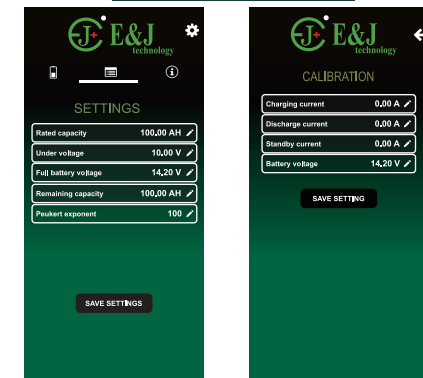 E&J
technology
SETTINGS
Rated capacity 100.00 AH
Under voltage 10.00 V
Full battery voltage 14.20 V
Remaining capacity 100.00 AH
Peukert exponent 100
SAVE SETTINGS
E&J
technology
CALIBRATION
Charging current 0.00 A
Discharge current 0.00 A
Standby current 0.00 A
Battery voltage 14.20 V
SAVE SETTING